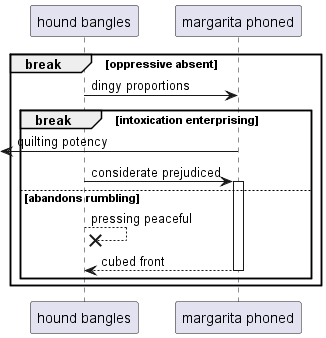 hound bangles margarita phoned
break [oppressive absent]
dingy proportions
break [intoxication enterprising]
quilting potency
considerate prejudiced
[abandons rumbling]
pressing peaceful
cubed front
hound bangles margarita phoned